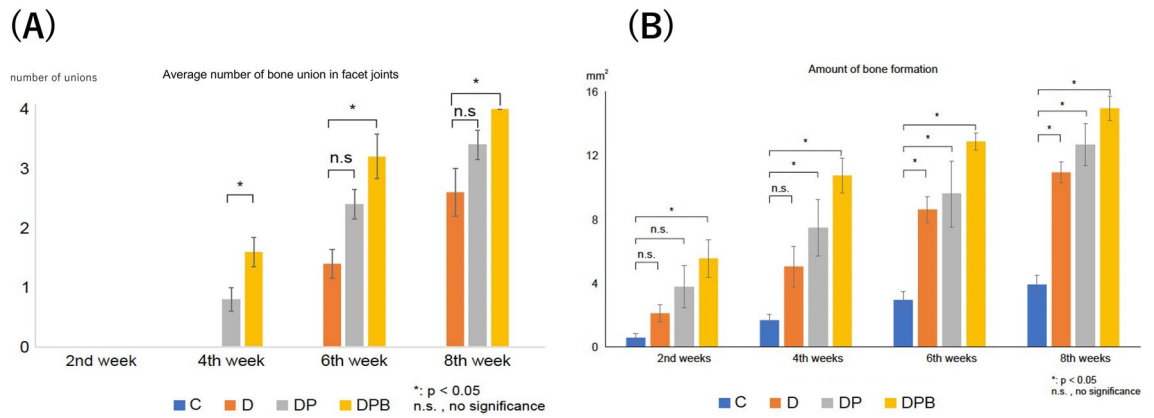 (A)
number of unions
Average number of bone union in facet joints
4
3
2
1
0
*
n.s
*
n.s
*
2nd week
4th week
6th week
8th week
*: p < 0.05
n.s. , no significance
C
D
DP
DPB
(B)
mm²
Amount of bone formation
16
12
8
4
0
*
n.s.
n.s.
*
*
n.s.
*
*
*
*
*
*
2nd weeks
4th weeks
6th weeks
8th weeks
*: p < 0.05
n.s. , no significance
C
D
DP
DPB